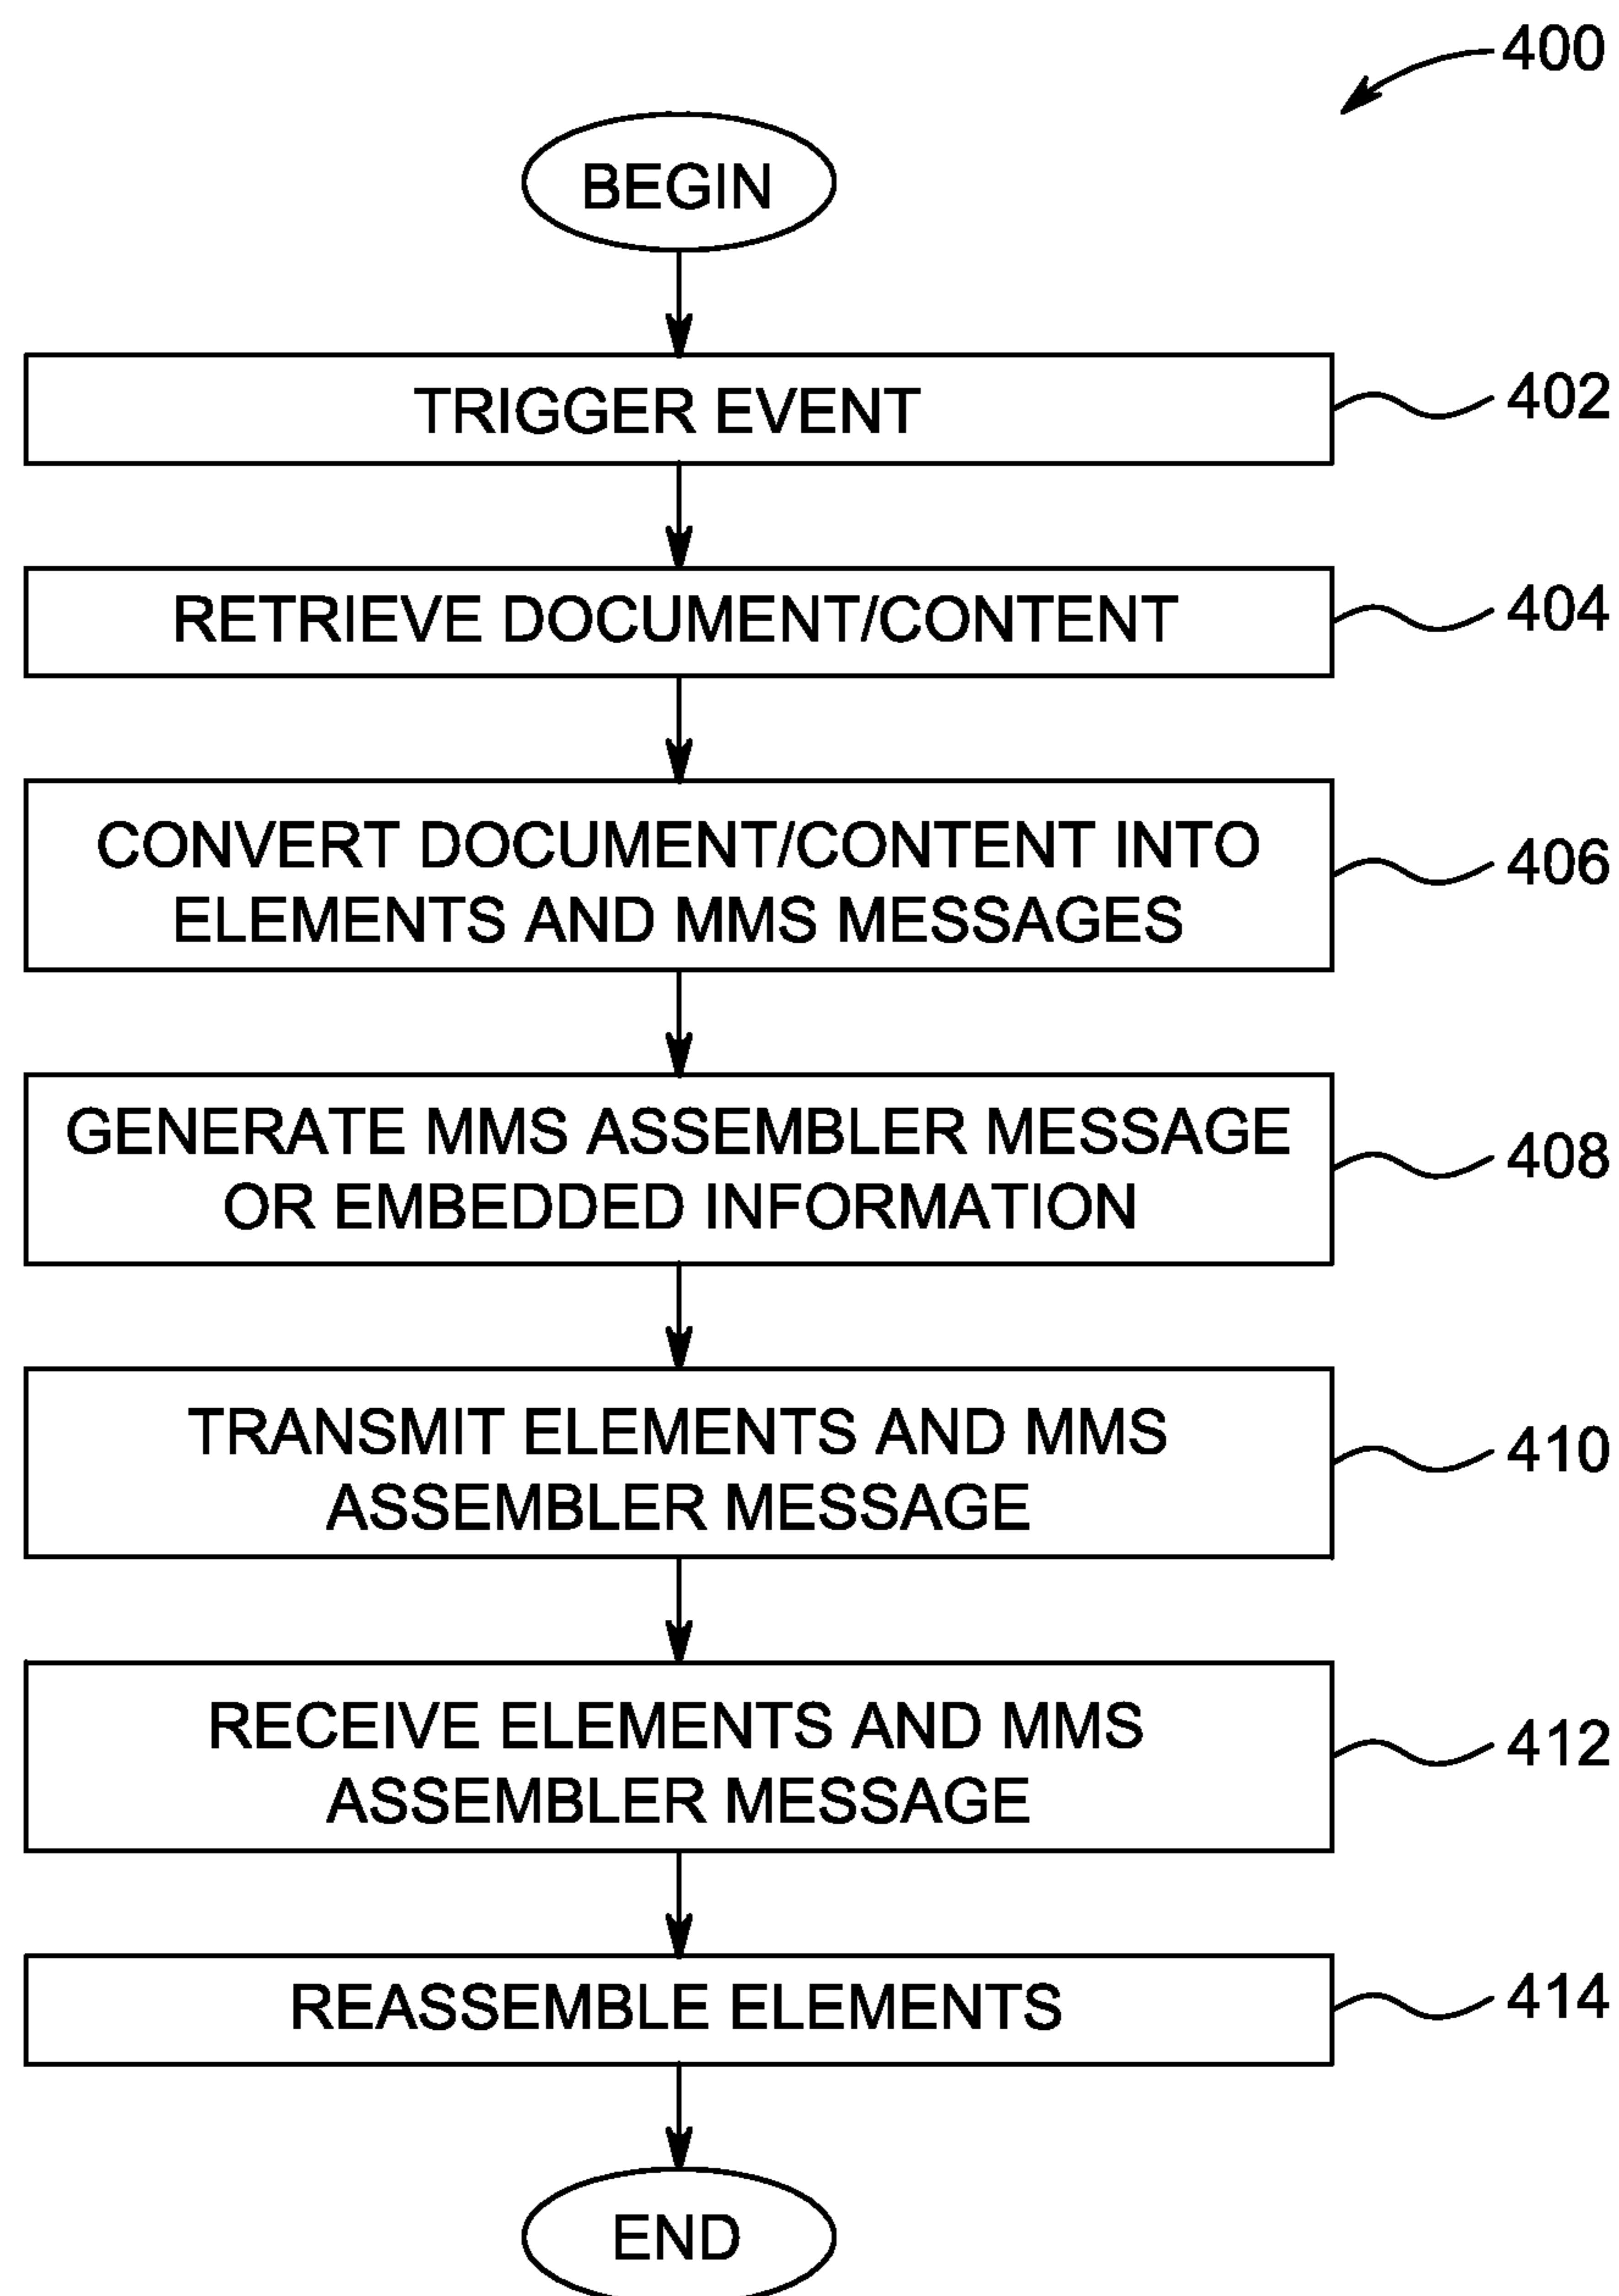 400
BEGIN
TRIGGER EVENT
402
RETRIEVE DOCUMENT/CONTENT
404
CONVERT DOCUMENT/CONTENT INTO
ELEMENTS AND MMS MESSAGES
406
GENERATE MMS ASSEMBLER MESSAGE
OR EMBEDDED INFORMATION
408
TRANSMIT ELEMENTS AND MMS
ASSEMBLER MESSAGE
410
RECEIVE ELEMENTS AND MMS
ASSEMBLER MESSAGE
412
REASSEMBLE ELEMENTS
414
END